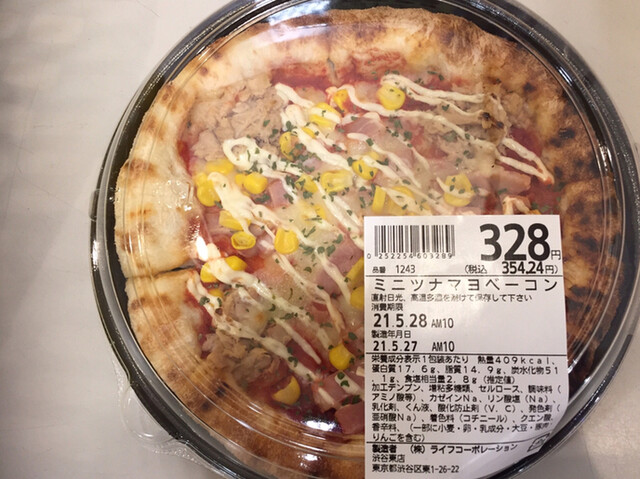 328円
0 252254 603289
品番 1243 (税込 354.24円)
ミニツナマヨベーコン
直射日光、高温多湿を避けて保存して下さい
消費期限
21.5.28 AM10
製造年月日
21.5.27 AM10
栄養成分表示1包装あたり 熱量409kcal、
蛋白質17.6g、脂質14.9g、炭水化物51
.1g、食塩相当量2.8g(推定値)
加工デンプン、増粘多糖類、セルロース、調味料(
アミノ酸等)、カゼインNa、リン酸塩(Na)、
乳化剤、くん液、酸化防止剤(V.C)、発色剤(
亜硝酸Na)、着色料(コチニール)、クエン酸、
香辛料、(一部に小麦・卵・乳成分・大豆・豚肉・
りんごを含む)
製造者 (株)ライフコーポレーション
渋谷東店
東京都渋谷区東1-26-22